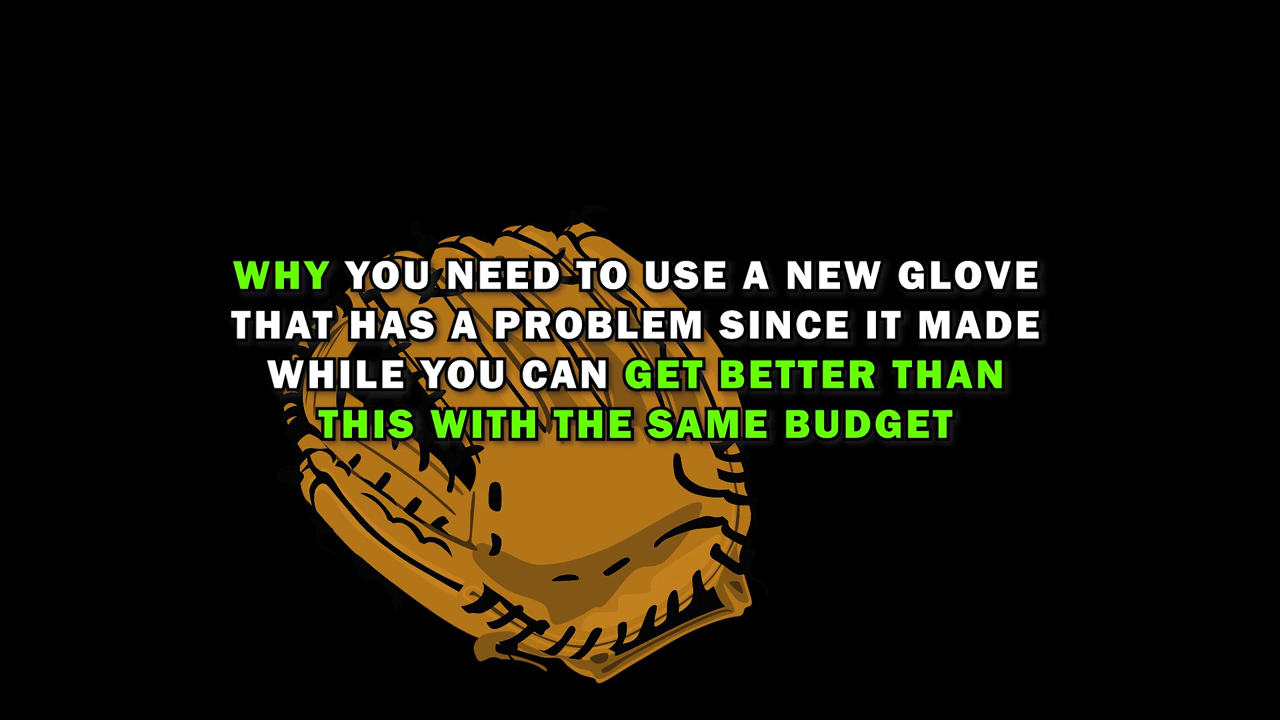 WHY YOU NEED TO USE A NEW GLOVE
THAT HAS A PROBLEM SINCE IT MADE
WHILE YOU CAN GET BETTER THAN
THIS WITH THE SAME BUDGET